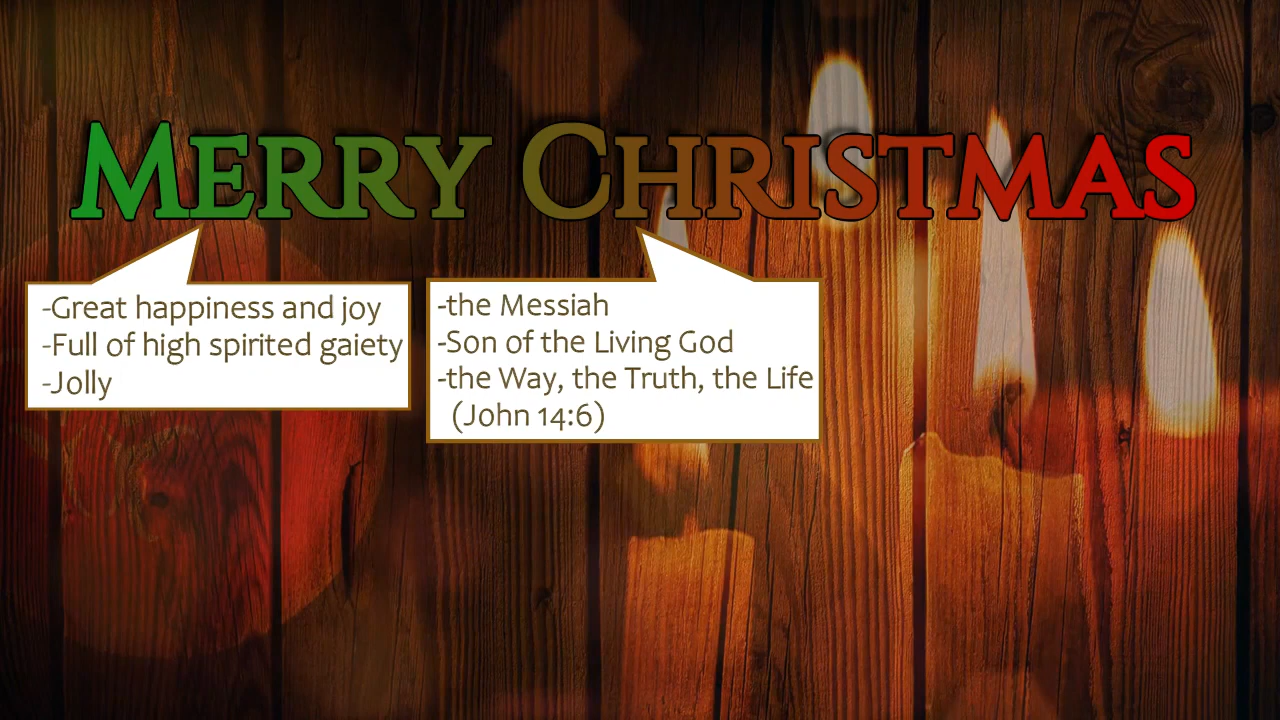 MERRY CHRISTMAS
-Great happiness and joy
-Full of high spirited gaiety
-Jolly
-the Messiah
-Son of the Living God
-the Way, the Truth, the Life
(John 14:6)